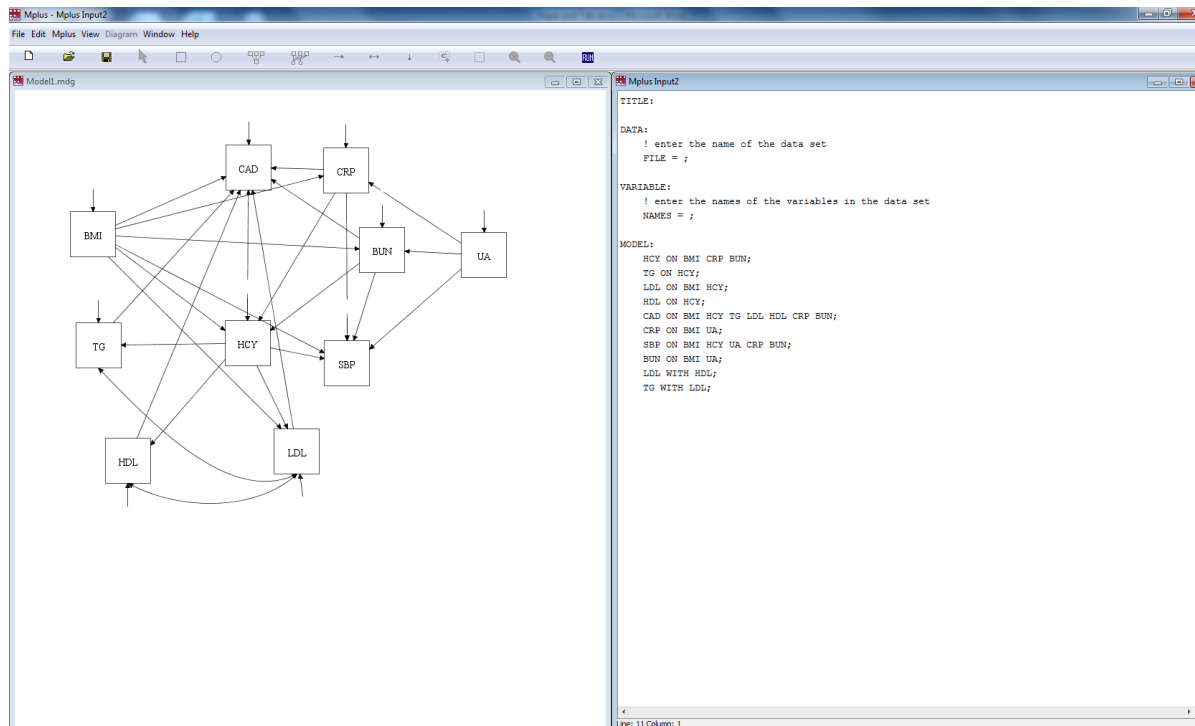 Mplus - Mplus Input2
File Edit Mplus View Diagram Window Help
RUN
Model1.mdg
CAD
CRP
BMI
BUN
UA
TG
HCY
SBP
HDL
LDL
Mplus Input2
TITLE:
DATA:
! enter the name of the data set
FILE = ;
VARIABLE:
! enter the names of the variables in the data set
NAMES = ;
MODEL:
HCY ON BMI CRP BUN;
TG ON HCY;
LDL ON BMI HCY;
HDL ON HCY;
CAD ON BMI HCY TG LDL HDL CRP BUN;
CRP ON BMI UA;
SBP ON BMI HCY UA CRP BUN;
BUN ON BMI UA;
LDL WITH HDL;
TG WITH LDL;
Line: 11 Column: 1